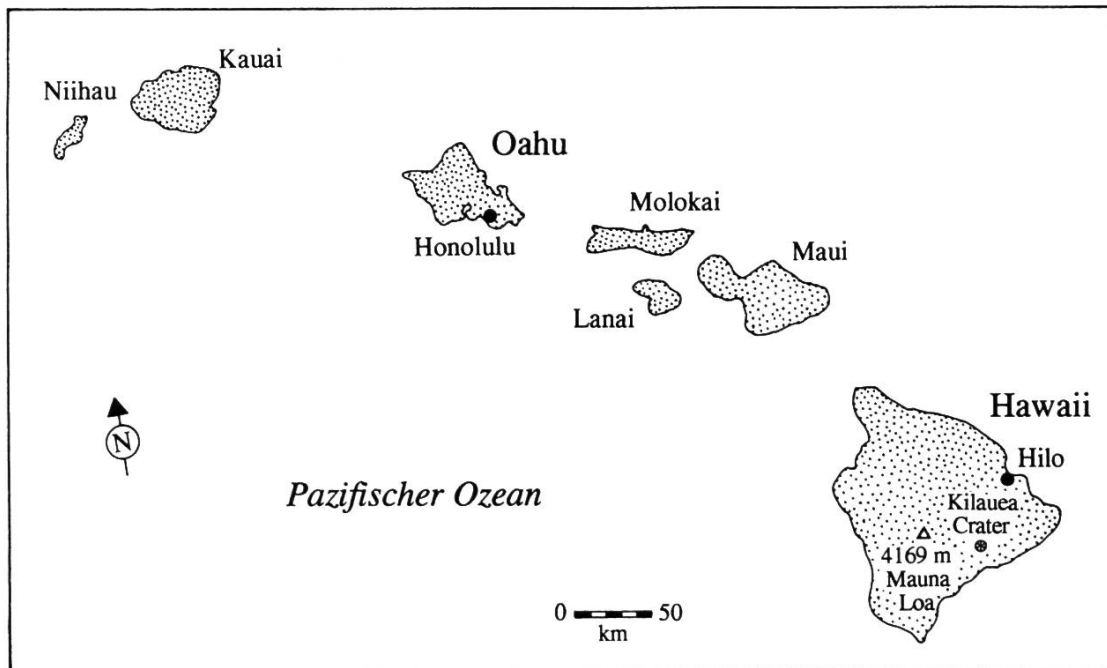 Kauai
Niihau
Oahu
Honolulu
Molokai
Maui
Lanai
N
Hawaii
Hilo
Pazifischer Ozean
Kilauea
Crater
4169 m
Mauna
Loa
0 50
km